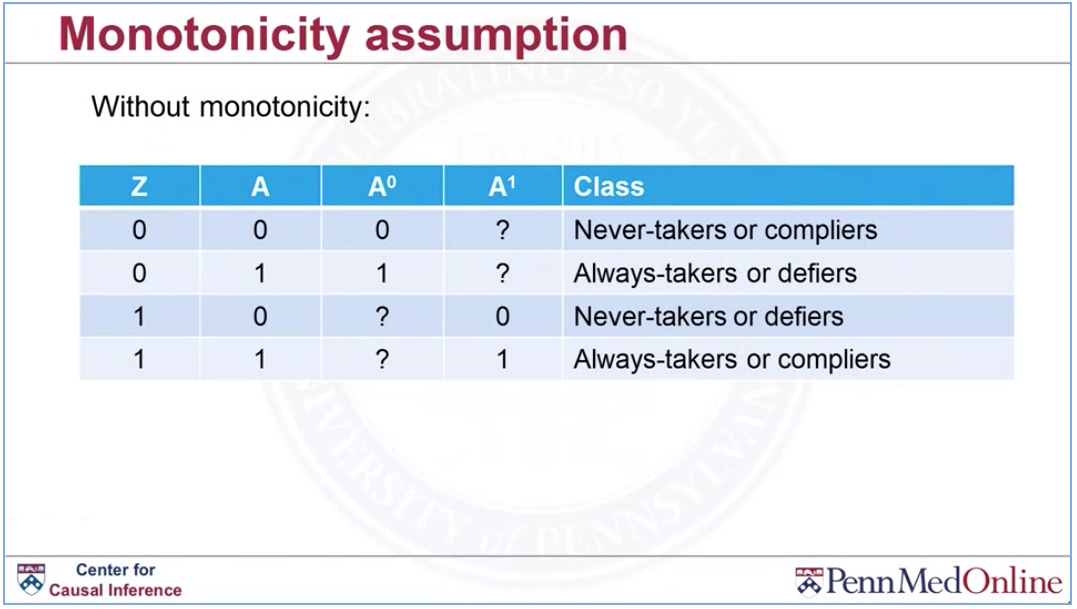 Monotonicity assumption
Without monotonicity:
Z A A⁰ A¹ Class
0 0 0 ? Never-takers or compliers
0 1 1 ? Always-takers or defiers
1 0 ? 0 Never-takers or defiers
1 1 ? 1 Always-takers or compliers
Center for
Causal Inference
PennMedOnline